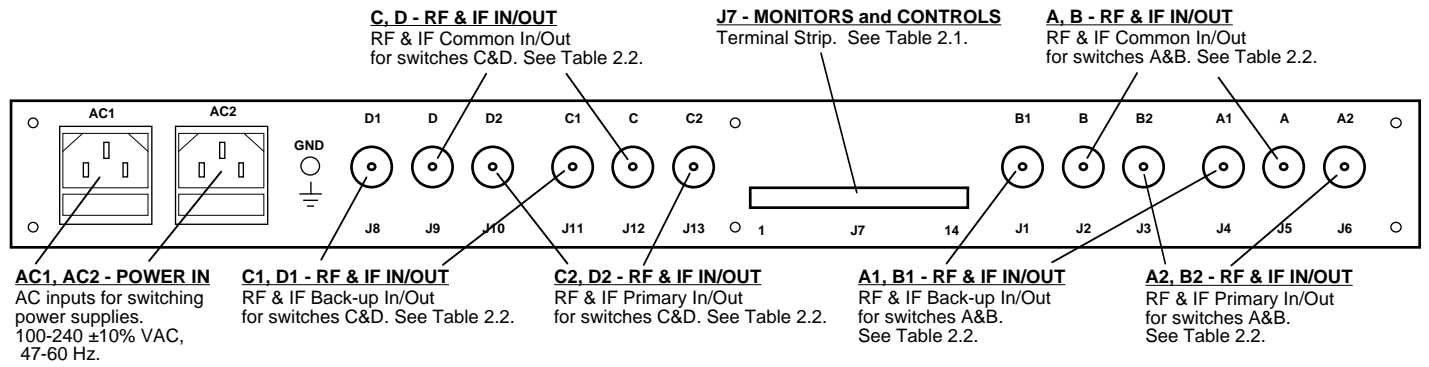 C, D - RF & IF IN/OUT
RF & IF Common In/Out
for switches C&D. See Table 2.2.
J7 - MONITORS and CONTROLS
Terminal Strip. See Table 2.1.
A, B - RF & IF IN/OUT
RF & IF Common In/Out
for switches A&B. See Table 2.2.
AC1
AC2
GND
D1
D
D2
C1
C
C2
B1
B
B2
A1
A
A2
J8
J9
J10
J11
J12
J13
1
J7
14
J1
J2
J3
J4
J5
J6
AC1, AC2 - POWER IN
AC inputs for switching
power supplies.
100-240 ±10% VAC,
47-60 Hz.
C1, D1 - RF & IF IN/OUT
RF & IF Back-up In/Out
for switches C&D. See Table 2.2.
C2, D2 - RF & IF IN/OUT
RF & IF Primary In/Out
for switches C&D. See Table 2.2.
A1, B1 - RF & IF IN/OUT
RF & IF Back-up In/Out
for switches A&B.
See Table 2.2.
A2, B2 - RF & IF IN/OUT
RF & IF Primary In/Out
for switches A&B.
See Table 2.2.